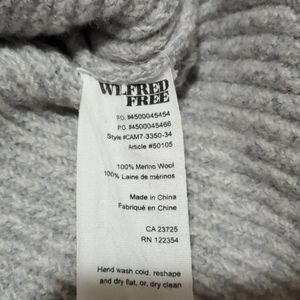 WLFRED
FREE
P.O. #4500045454
P.O. #4500045466
Style #CAM7-3350-34
Article #50105
100% Merino Wool
100% Laine de mérinos
Made in China
Fabriqué en Chine
CA 23725
RN 122354
Hand wash cold, reshape
and dry flat, or, dry clean